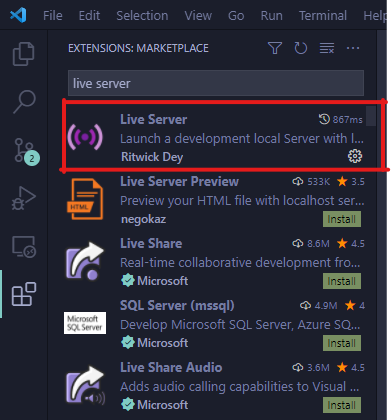 File Edit Selection View Go Run Terminal Help
EXTENSIONS: MARKETPLACE
live server
Live Server 867ms
Launch a development local Server with l...
Ritwick Dey
Live Server Preview 533K 3.5
Preview your HTML file with localhost ser...
negokaz Install
HTML
Live Share 8.6M 4.5
Real-time collaborative development fro...
Microsoft Install
SQL Server (mssql) 4.9M 4
Develop Microsoft SQL Server, Azure SQ...
Microsoft Install
Microsoft
SQL Server
Live Share Audio 3.6M 4.5
Adds audio calling capabilities to Visual ...
Microsoft Install
2